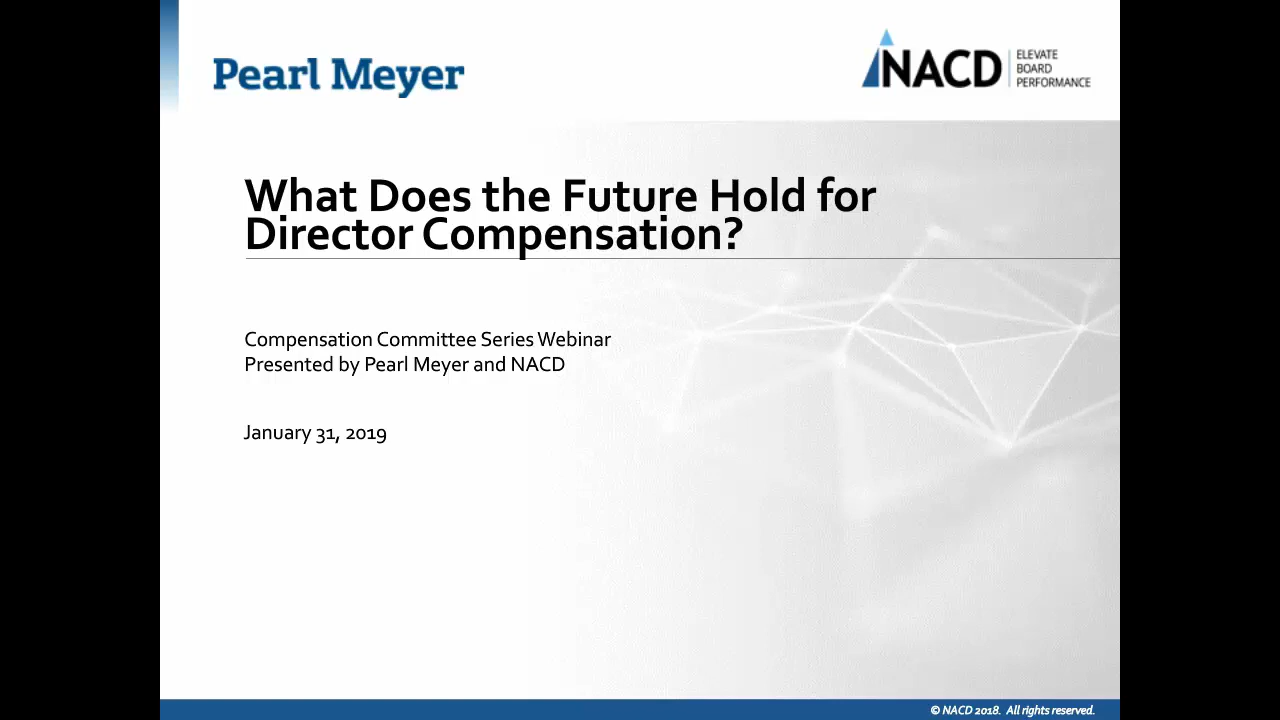 Pearl Meyer
NACD
ELEVATE
BOARD
PERFORMANCE
What Does the Future Hold for
Director Compensation?
Compensation Committee Series Webinar
Presented by Pearl Meyer and NACD
January 31, 2019
© NACD 2018. All rights reserved.